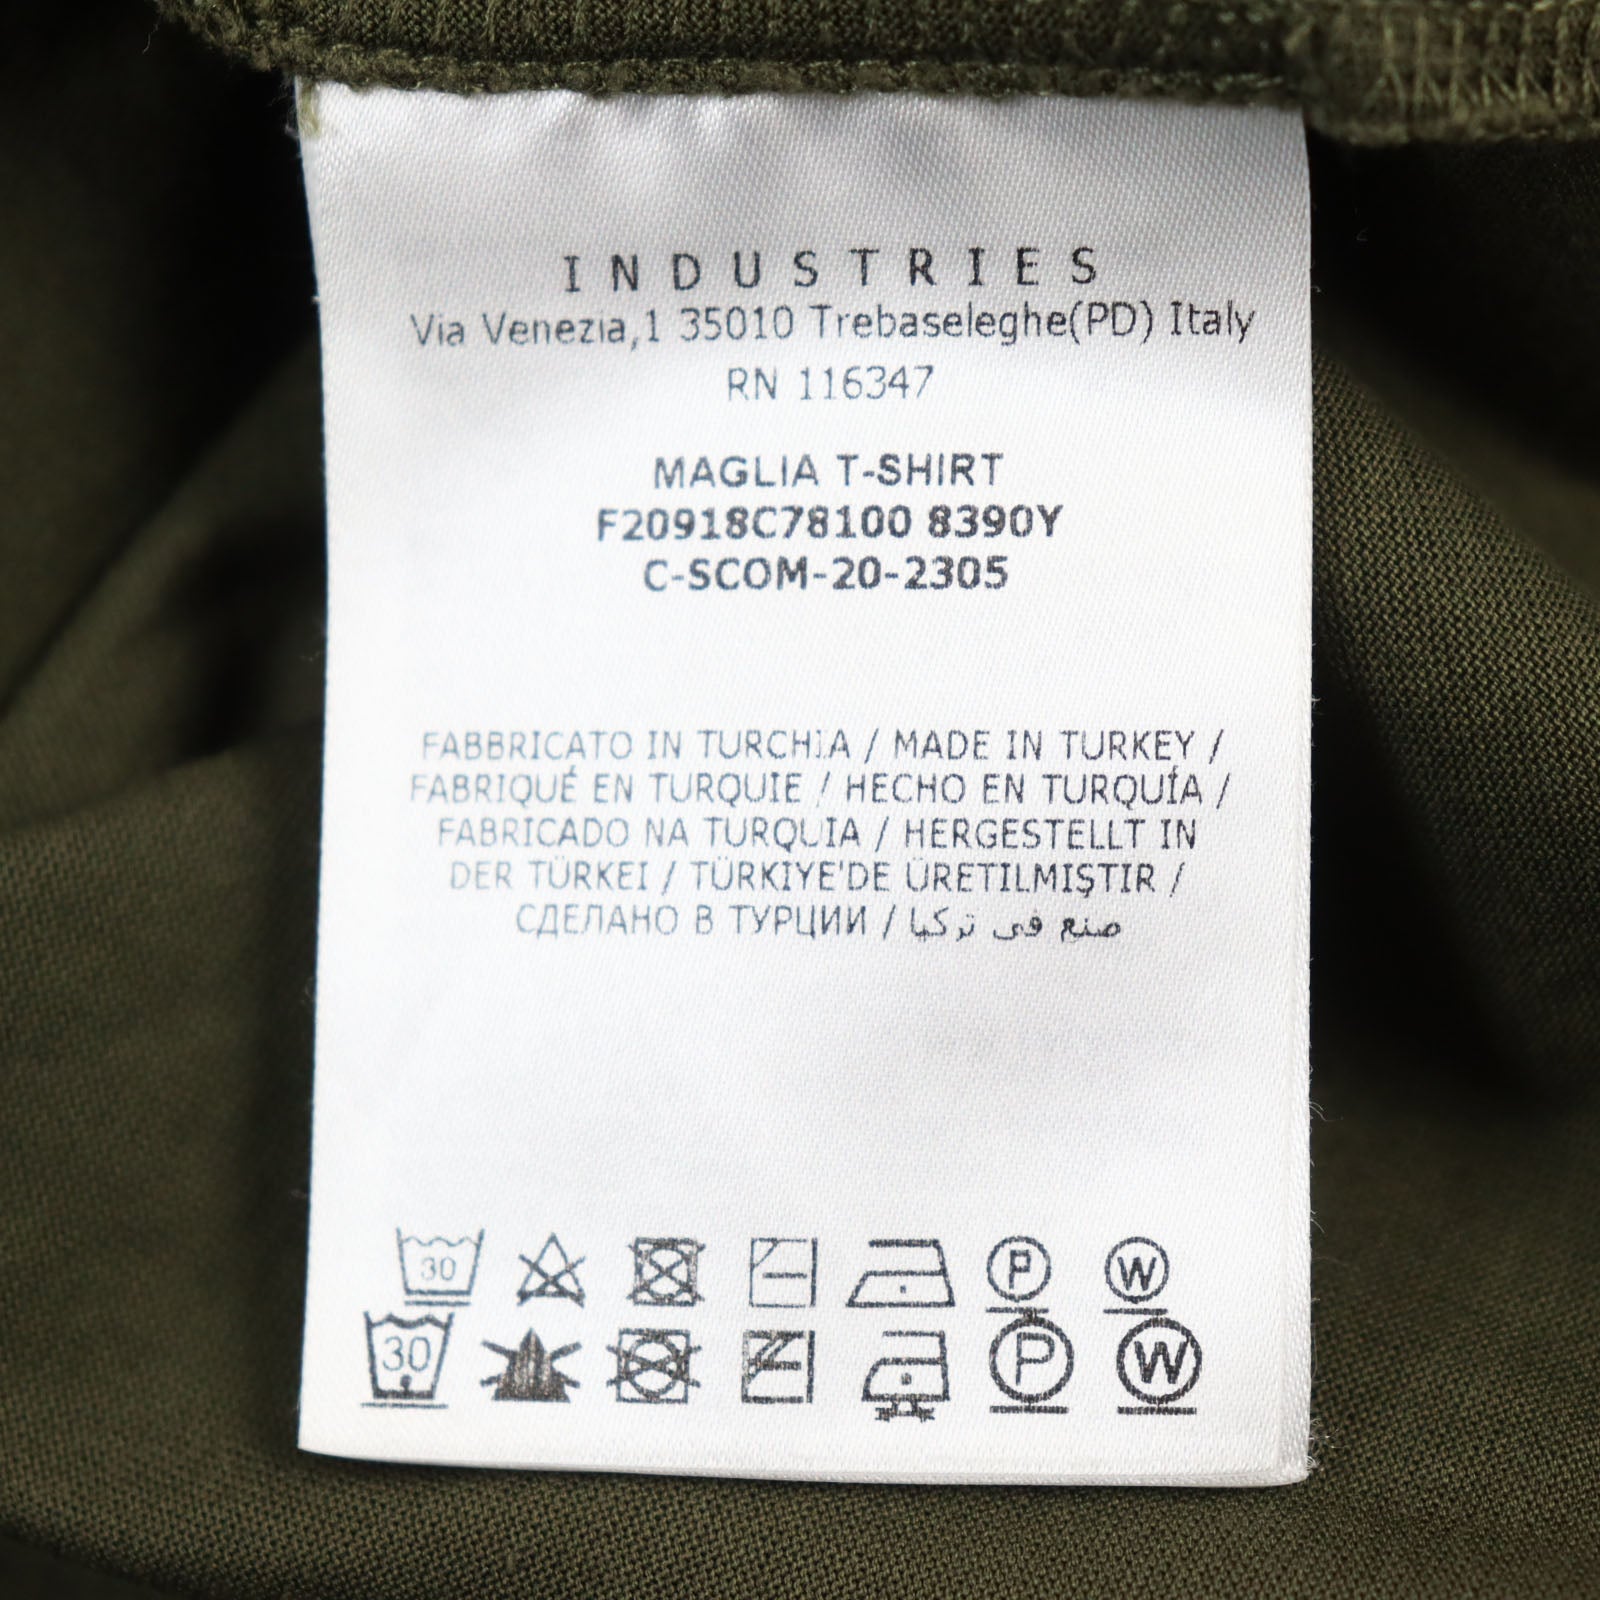 INDUSTRIES
Via Venezia,1 35010 Trebaseleghe(PD) Italy
RN 116347
MAGLIA T-SHIRT
F20918C78100 8390Y
C-SCOM-20-2305
FABBRICATO IN TURCHIA / MADE IN TURKEY /
FABRIQUÉ EN TURQUIE / HECHO EN TURQUÍA /
FABRICADO NA TURQUIA / HERGESTELLT IN
DER TÜRKEI / TÜRKIYE'DE ÜRETILMIŞTIR /
СДЕЛАНО В ТУРЦИИ / صنع في تركيا
30 P W
30 P W